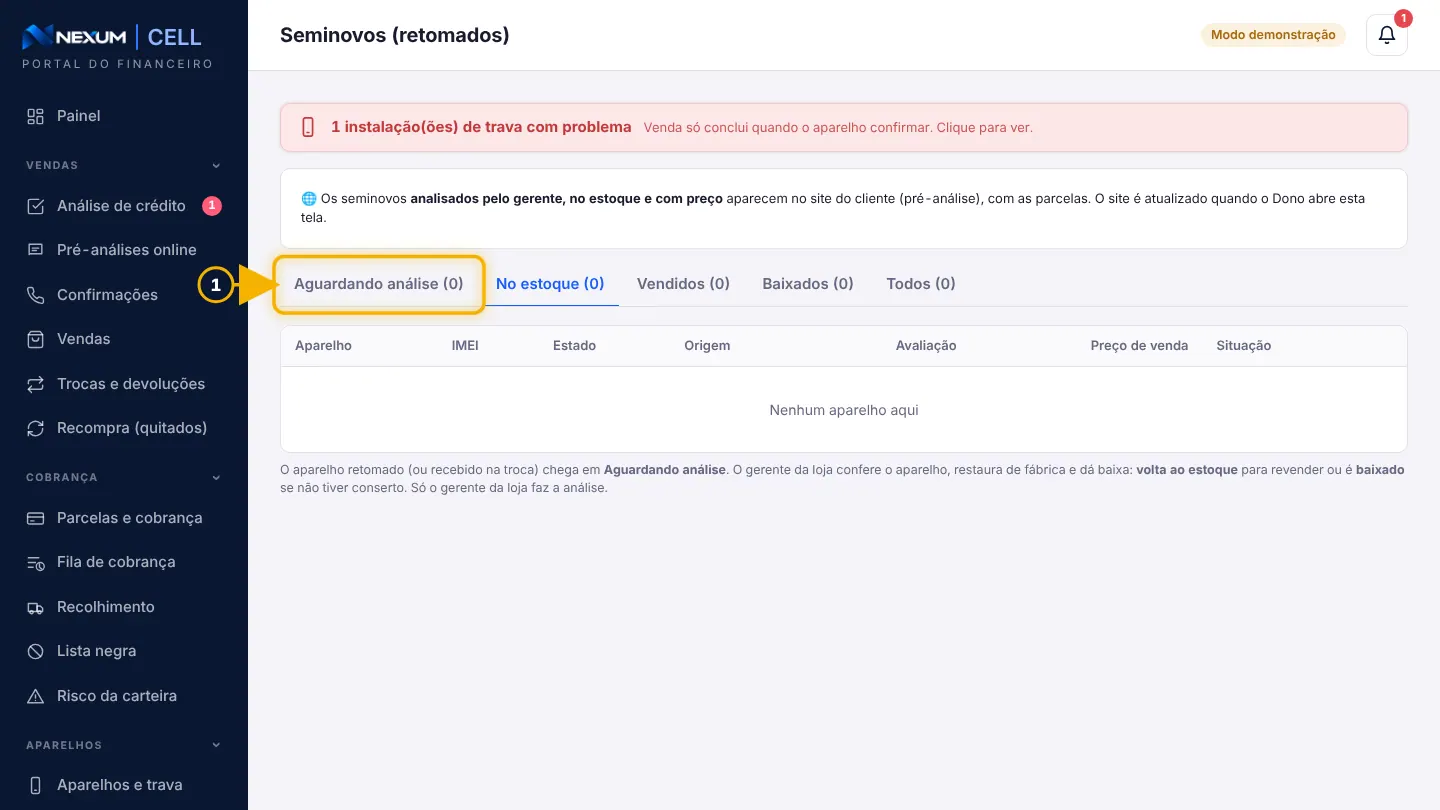 NEXUM | CELL
PORTAL DO FINANCEIRO
Painel
VENDAS
Análise de crédito 1
Pré-análises online
Confirmações
Vendas
Trocas e devoluções
Recompra (quitados)
COBRANÇA
Parcelas e cobrança
Fila de cobrança
Recolhimento
Lista negra
Risco da carteira
APARELHOS
Aparelhos e trava
Seminovos (retomados)
Modo demonstração
1
1 instalação(ões) de trava com problema Venda só conclui quando o aparelho confirmar. Clique para ver.
Os seminovos analisados pelo gerente, no estoque e com preço aparecem no site do cliente (pré-análise), com as parcelas. O site é atualizado quando o Dono abre esta
tela.
1
Aguardando análise (0) No estoque (0) Vendidos (0) Baixados (0) Todos (0)
Aparelho IMEI Estado Origem Avaliação Preço de venda Situação
Nenhum aparelho aqui
O aparelho retomado (ou recebido na troca) chega em Aguardando análise. O gerente da loja confere o aparelho, restaura de fábrica e dá baixa: volta ao estoque para revender ou é baixado
se não tiver conserto. Só o gerente da loja faz a análise.